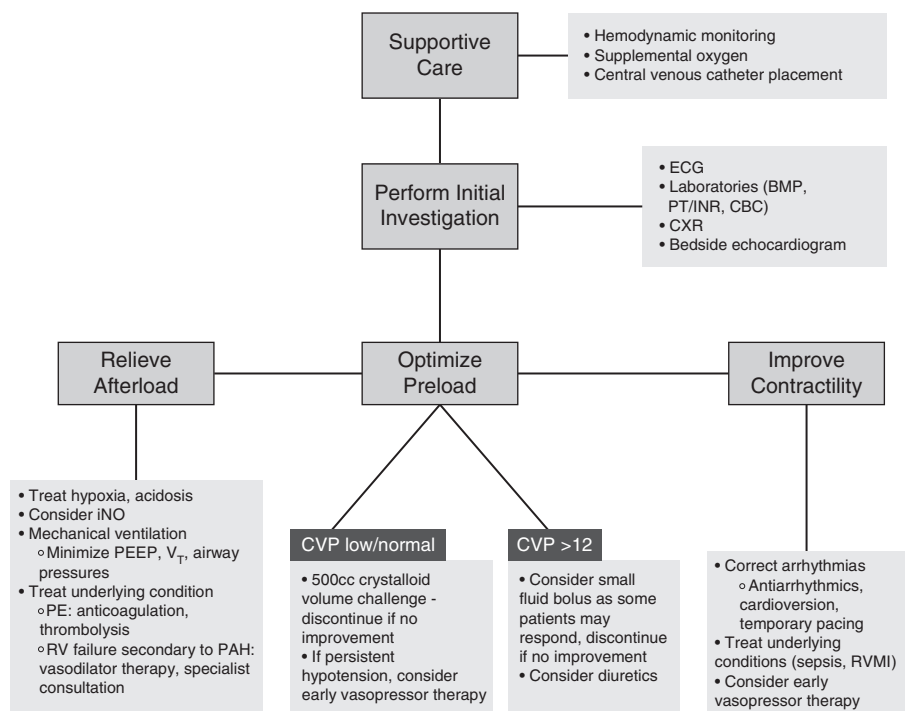 Supportive
Care
• Hemodynamic monitoring
• Supplemental oxygen
• Central venous catheter placement
Perform Initial
Investigation
• ECG
• Laboratories (BMP,
PT/INR, CBC)
• CXR
• Bedside echocardiogram
Relieve
Afterload
Optimize
Preload
Improve
Contractility
• Treat hypoxia, acidosis
• Consider iNO
• Mechanical ventilation
○ Minimize PEEP, V_T, airway
pressures
• Treat underlying condition
○ PE: anticoagulation,
thrombolysis
○ RV failure secondary to PAH:
vasodilator therapy, specialist
consultation
CVP low/normal
• 500cc crystalloid
volume challenge -
discontinue if no
improvement
• If persistent
hypotension, consider
early vasopressor therapy
CVP >12
• Consider small
fluid bolus as some
patients may
respond, discontinue
if no improvement
• Consider diuretics
• Correct arrhythmias
○ Antiarrhythmics,
cardioversion,
temporary pacing
• Treat underlying
conditions (sepsis, RVMI)
• Consider early
vasopressor therapy